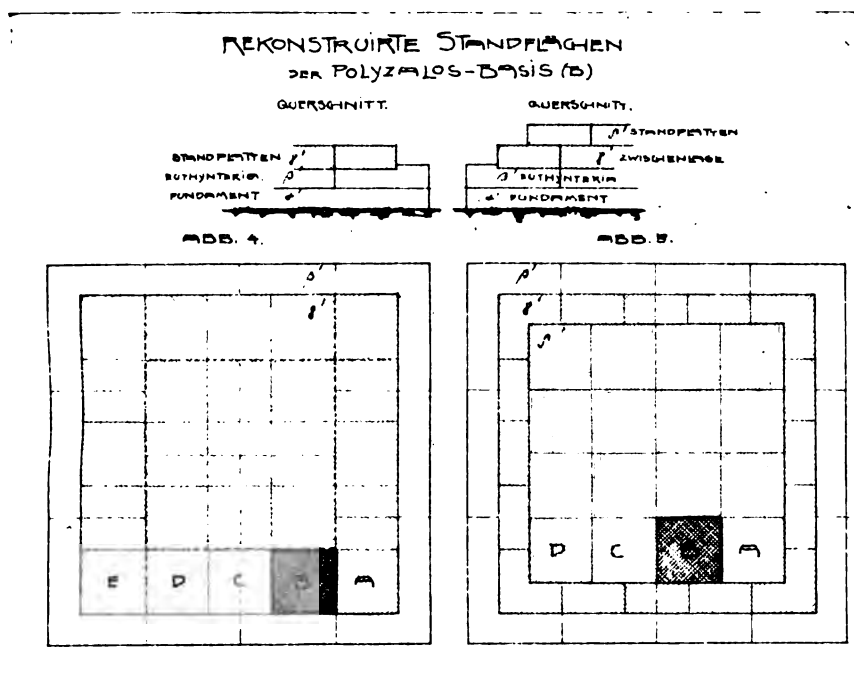 REKONSTRUIRTE STANDFLÄCHEN
DER POLYZALOS-BASIS (B)
QUERSCHNITT.
STANDPLATTEN γ'
EUTHYNTERIA. β'
FUNDAMENT α'
ABB. 4.
QUERSCHNITT.
δ' STANDPLATTEN
γ' ZWISCHENLAGE
β' EUTHYNTERIA
α' FUNDAMENT
ABB. 5.
β'
γ'
E D C B A
β'
γ'
δ'
D C B A